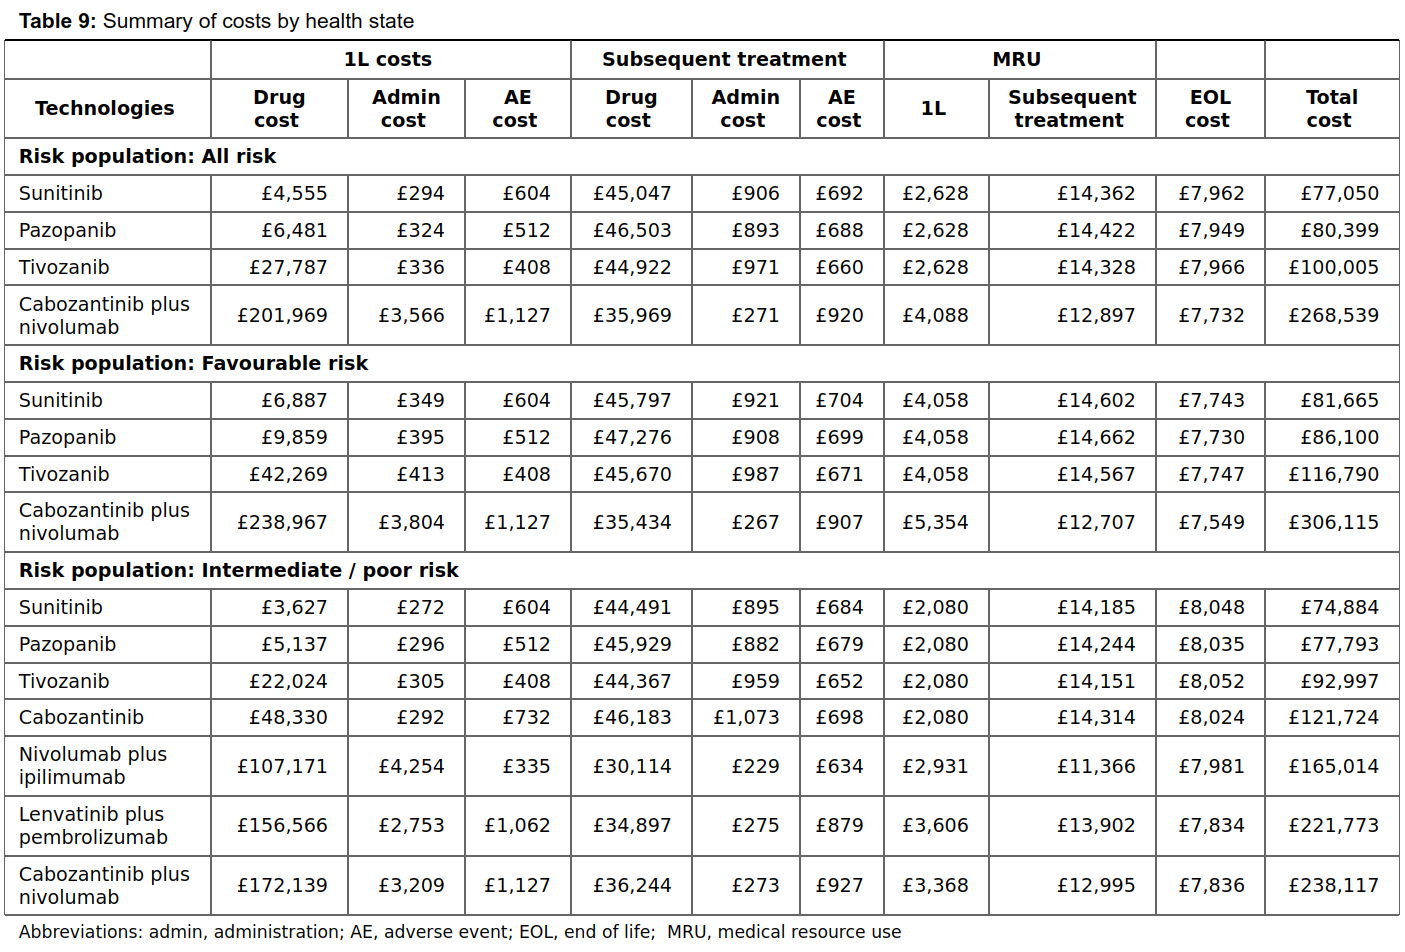 Table 9: Summary of costs by health state
1L costs Subsequent treatment MRU
Technologies Drug cost Admin cost AE cost Drug cost Admin cost AE cost 1L Subsequent treatment EOL cost Total cost
Risk population: All risk
Sunitinib £4,555 £294 £604 £45,047 £906 £692 £2,628 £14,362 £7,962 £77,050
Pazopanib £6,481 £324 £512 £46,503 £893 £688 £2,628 £14,422 £7,949 £80,399
Tivozanib £27,787 £336 £408 £44,922 £971 £660 £2,628 £14,328 £7,966 £100,005
Cabozantinib plus nivolumab £201,969 £3,566 £1,127 £35,969 £271 £920 £4,088 £12,897 £7,732 £268,539
Risk population: Favourable risk
Sunitinib £6,887 £349 £604 £45,797 £921 £704 £4,058 £14,602 £7,743 £81,665
Pazopanib £9,859 £395 £512 £47,276 £908 £699 £4,058 £14,662 £7,730 £86,100
Tivozanib £42,269 £413 £408 £45,670 £987 £671 £4,058 £14,567 £7,747 £116,790
Cabozantinib plus nivolumab £238,967 £3,804 £1,127 £35,434 £267 £907 £5,354 £12,707 £7,549 £306,115
Risk population: Intermediate / poor risk
Sunitinib £3,627 £272 £604 £44,491 £895 £684 £2,080 £14,185 £8,048 £74,884
Pazopanib £5,137 £296 £512 £45,929 £882 £679 £2,080 £14,244 £8,035 £77,793
Tivozanib £22,024 £305 £408 £44,367 £959 £652 £2,080 £14,151 £8,052 £92,997
Cabozantinib £48,330 £292 £732 £46,183 £1,073 £698 £2,080 £14,314 £8,024 £121,724
Nivolumab plus ipilimumab £107,171 £4,254 £335 £30,114 £229 £634 £2,931 £11,366 £7,981 £165,014
Lenvatinib plus pembrolizumab £156,566 £2,753 £1,062 £34,897 £275 £879 £3,606 £13,902 £7,834 £221,773
Cabozantinib plus nivolumab £172,139 £3,209 £1,127 £36,244 £273 £927 £3,368 £12,995 £7,836 £238,117
Abbreviations: admin, administration; AE, adverse event; EOL, end of life; MRU, medical resource use